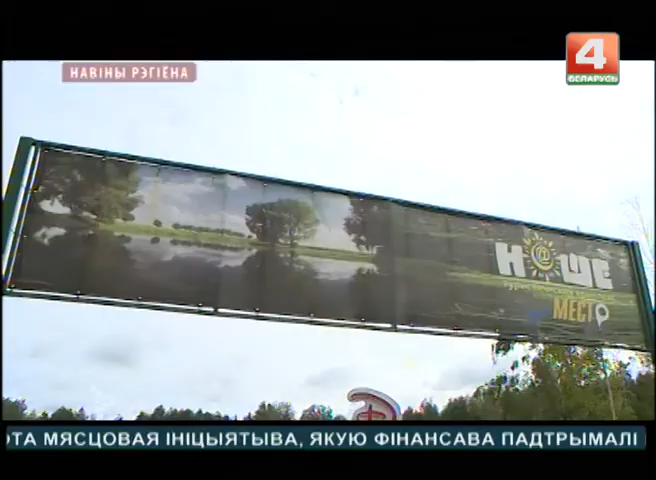 НАВІНЫ РЭГІЁНА
4
БЕЛАРУСЬ
НАШЕ
МЕСТО
ОТА МЯСЦОВАЯ ІНІЦЫЯТЫВА, ЯКУЮ ФІНАНСАВА ПАДТРЫМАЛІ